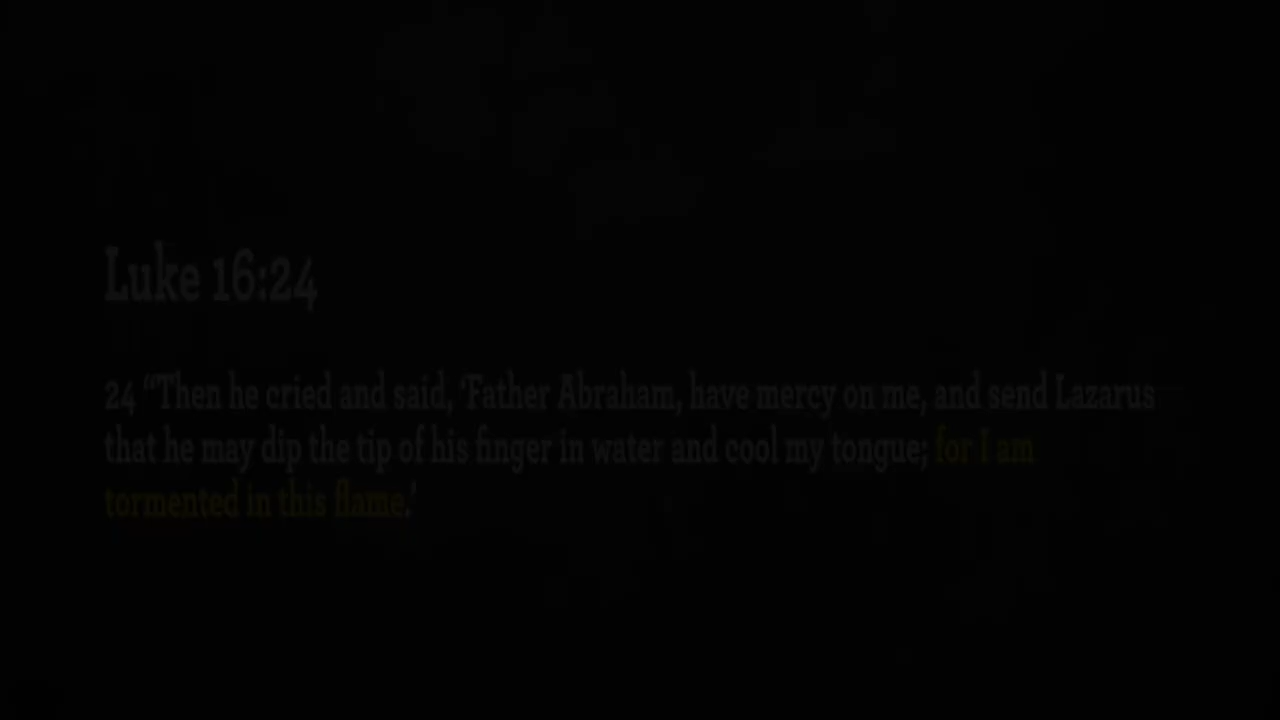 Luke 16:24
24 “Then he cried and said, ‘Father Abraham, have mercy on me, and send Lazarus
that he may dip the tip of his finger in water and cool my tongue; for I am
tormented in this flame.’